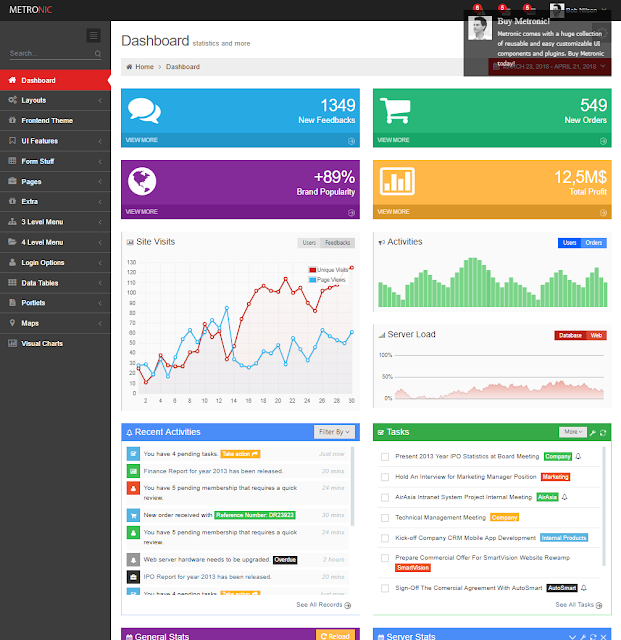 METRONIC
8
5
5
Bob Nilson
Buy Metronic!
Metronic comes with a huge collection
of reusable and easy customizable UI
components and plugins. Buy Metronic
today!
Search...
Dashboard
Layouts
Frontend Theme
UI Features
Form Stuff
Pages
Extra
3 Level Menu
4 Level Menu
Login Options
Data Tables
Portlets
Maps
Visual Charts
Dashboard statistics and more
Home > Dashboard
MARCH 23, 2018 - APRIL 21, 2018
1349
New Feedbacks
VIEW MORE
549
New Orders
VIEW MORE
+89%
Brand Popularity
VIEW MORE
12,5M$
Total Profit
VIEW MORE
Site Visits
Users Feedbacks
Unique Visits
Page Views
130
120
110
100
90
80
70
60
50
40
30
20
10
0
2 4 6 8 10 12 14 16 18 20 22 24 26 28 30
Activities
Users Orders
Server Load
Database Web
100%
50%
0%
Recent Activities
Filter By
You have 4 pending tasks. Take action Just now
Finance Report for year 2013 has been released. 20 mins
You have 5 pending membership that requires a quick 24 mins
review.
New order received with Reference Number: DR23923 30 mins
You have 5 pending membership that requires a quick 24 mins
review.
Web server hardware needs to be upgraded. Overdue 2 hours
IPO Report for year 2013 has been released. 20 mins
You have 4 pending tasks. Take action Just now
See All Records
Tasks
More
Present 2013 Year IPO Statistics at Board Meeting Company
Hold An Interview for Marketing Manager Position Marketing
AirAsia Intranet System Project Internal Meeting AirAsia
Technical Management Meeting Company
Kick-off Company CRM Mobile App Development Internal Products
Prepare Commercial Offer For SmartVision Website Rewamp
SmartVision
Sign-Off The Comercial Agreement With AutoSmart AutoSmart
See All Tasks
General Stats
Reload
Server Stats